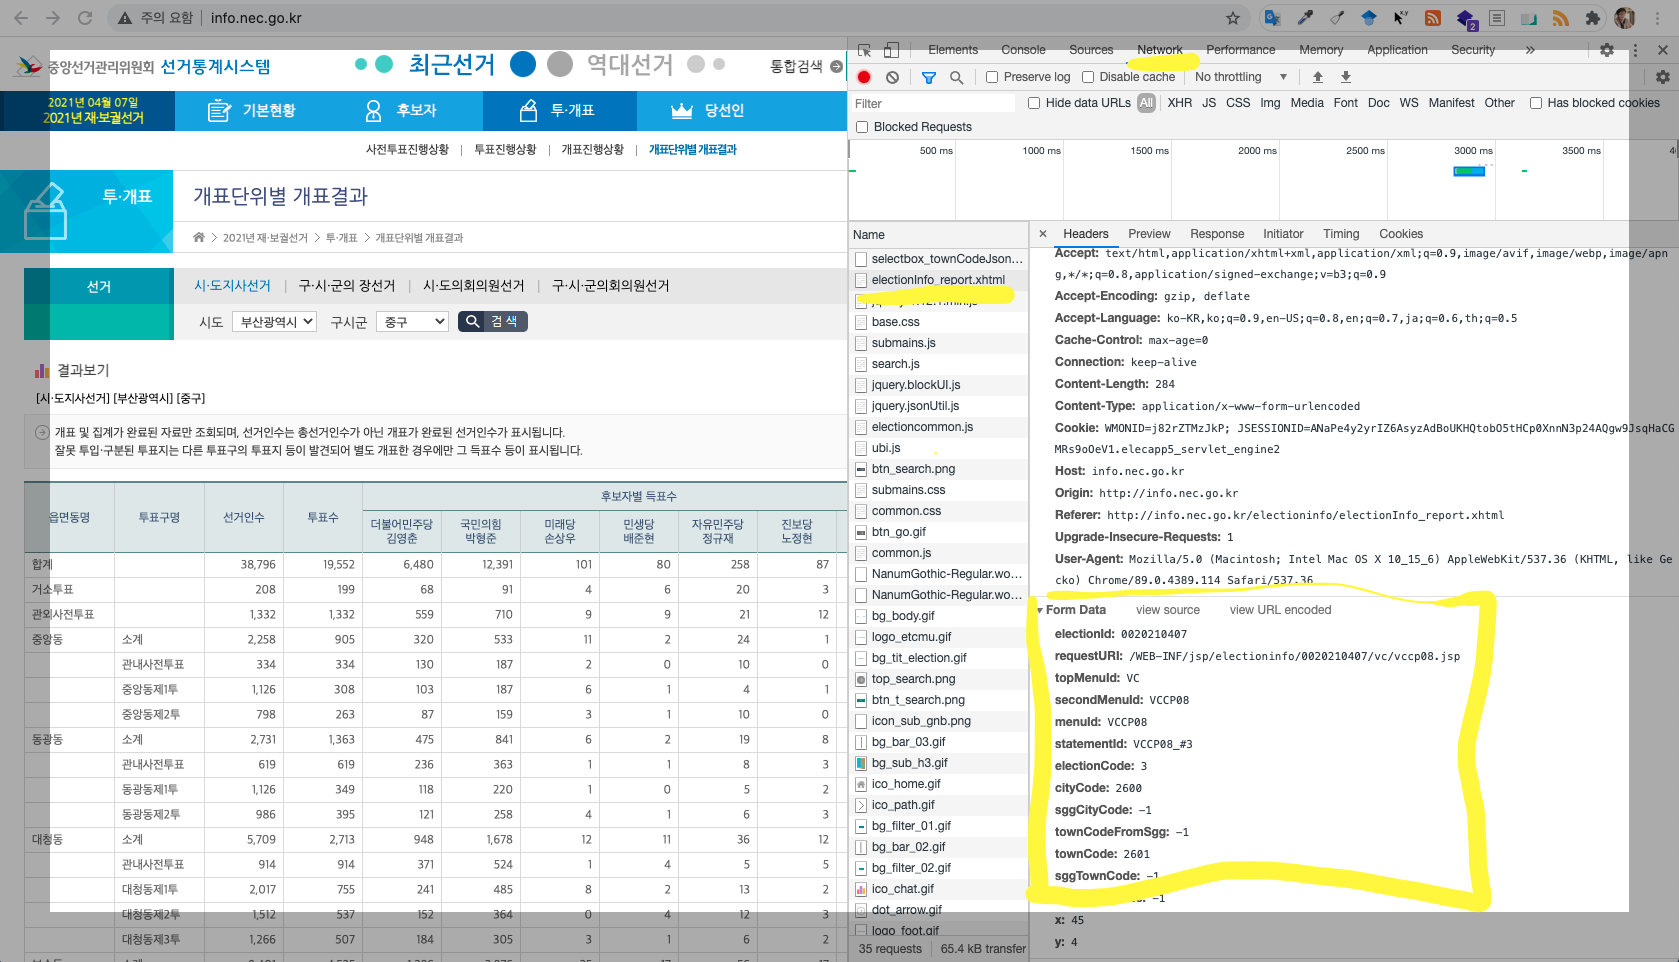 주의 요함 | info.nec.go.kr
중앙선거관리위원회 선거통계시스템
최근선거 역대선거 통합검색
2021년 04월 07일
2021년 재·보궐선거
기본현황 후보자 투·개표 당선인
사전투표진행상황 | 투표진행상황 | 개표진행상황 | 개표단위별 개표결과
투·개표
개표단위별 개표결과
2021년 재·보궐선거 > 투·개표 > 개표단위별 개표결과
선거
시·도지사선거 | 구·시·군의 장선거 | 시·도의회의원선거 | 구·시·군의회의원선거
시도 부산광역시 구시군 중구 검 색
결과보기
[시·도지사선거] [부산광역시] [중구]
개표 및 집계가 완료된 자료만 조회되며, 선거인수는 총선거인수가 아닌 개표가 완료된 선거인수가 표시됩니다.
잘못 투입·구분된 투표지는 다른 투표구의 투표지 등이 발견되어 별도 개표한 경우에만 그 득표수 등이 표시됩니다.
읍면동명 투표구명 선거인수 투표수 후보자별 득표수
더불어민주당 국민의힘 미래당 민생당 자유민주당 진보당
김영춘 박형준 손상우 배준현 정규재 노정현
합계 38,796 19,552 6,480 12,391 101 80 258 87
거소투표 208 199 68 91 4 6 20 3
관외사전투표 1,332 1,332 559 710 9 9 21 12
중앙동 소계 2,258 905 320 533 11 2 24 1
관내사전투표 334 334 130 187 2 0 10 0
중앙동제1투 1,126 308 103 187 6 1 4 1
중앙동제2투 798 263 87 159 3 1 10 0
동광동 소계 2,731 1,363 475 841 6 2 19 8
관내사전투표 619 619 236 363 1 1 8 3
동광동제1투 1,126 349 118 220 1 0 5 2
동광동제2투 986 395 121 258 4 1 6 3
대청동 소계 5,709 2,713 948 1,678 12 11 36 12
관내사전투표 914 914 371 524 1 4 5 5
대청동제1투 2,017 755 241 485 8 2 13 2
대청동제2투 1,512 537 152 364 0 4 12 3
대청동제3투 1,266 507 184 305 3 1 6 2
Elements Console Sources Network Performance Memory Application Security »
Preserve log Disable cache No throttling
Filter Hide data URLs All XHR JS CSS Img Media Font Doc WS Manifest Other Has blocked cookies
Blocked Requests
500 ms 1000 ms 1500 ms 2000 ms 2500 ms 3000 ms 3500 ms
Name
selectbox_townCodeJson...
electionInfo_report.xhtml
base.css
submains.js
search.js
jquery.blockUI.js
jquery.jsonUtil.js
electioncommon.js
ubi.js
btn_search.png
submains.css
common.css
btn_go.gif
common.js
NanumGothic-Regular.wo...
NanumGothic-Regular.wo...
bg_body.gif
logo_etcmu.gif
bg_tit_election.gif
top_search.png
btn_t_search.png
icon_sub_gnb.png
bg_bar_03.gif
bg_sub_h3.gif
ico_home.gif
ico_path.gif
bg_filter_01.gif
bg_bar_02.gif
bg_filter_02.gif
ico_chat.gif
dot_arrow.gif
logo_foot.gif
35 requests 65.4 kB transfer
× Headers Preview Response Initiator Timing Cookies
Accept: text/html,application/xhtml+xml,application/xml;q=0.9,image/avif,image/webp,image/apn
g,*/*;q=0.8,application/signed-exchange;v=b3;q=0.9
Accept-Encoding: gzip, deflate
Accept-Language: ko-KR,ko;q=0.9,en-US;q=0.8,en;q=0.7,ja;q=0.6,th;q=0.5
Cache-Control: max-age=0
Connection: keep-alive
Content-Length: 284
Content-Type: application/x-www-form-urlencoded
Cookie: WMONID=j82rZTMzJkP; JSESSIONID=ANaPe4y2yrIZ6AsyzAdBoUKHQtobO5tHCp0XnnN3p24AQgw9JsqHaCG
MRs9oOeV1.elecapp5_servlet_engine2
Host: info.nec.go.kr
Origin: http://info.nec.go.kr
Referer: http://info.nec.go.kr/electioninfo/electionInfo_report.xhtml
Upgrade-Insecure-Requests: 1
User-Agent: Mozilla/5.0 (Macintosh; Intel Mac OS X 10_15_6) AppleWebKit/537.36 (KHTML, like Ge
cko) Chrome/89.0.4389.114 Safari/537.36
Form Data view source view URL encoded
electionId: 0020210407
requestURI: /WEB-INF/jsp/electioninfo/0020210407/vc/vccp08.jsp
topMenuId: VC
secondMenuId: VCCP08
menuId: VCCP08
statementId: VCCP08_#3
electionCode: 3
cityCode: 2600
sggCityCode: -1
townCodeFromSgg: -1
townCode: 2601
sggTownCode: -1
-1
x: 45
y: 4